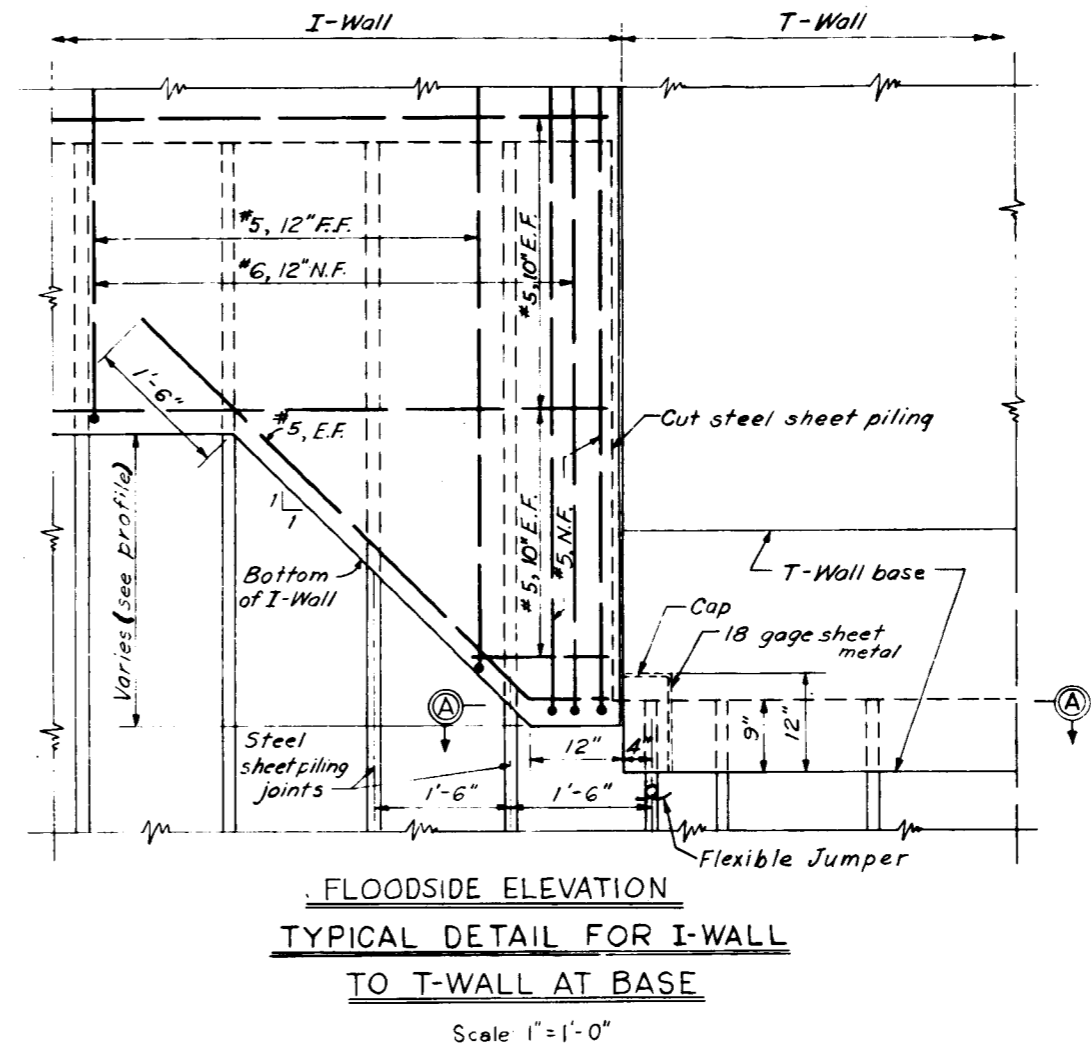 I-Wall
T-Wall
#5, 12" F.F.
#6, 12" N.F.
#5, 10" E.F.
1'-6"
#5, E.F.
Cut steel sheet piling
1
1
Varies (see profile)
Bottom
of I-Wall
#5, 10" E.F.
#5, N.F.
T-Wall base
Cap
18 gage sheet
metal
A
A
Steel
sheet piling
joints
12"
4"
9"
12"
1'-6"
1'-6"
Flexible Jumper
FLOODSIDE ELEVATION
TYPICAL DETAIL FOR I-WALL
TO T-WALL AT BASE
Scale 1" = 1'-0"